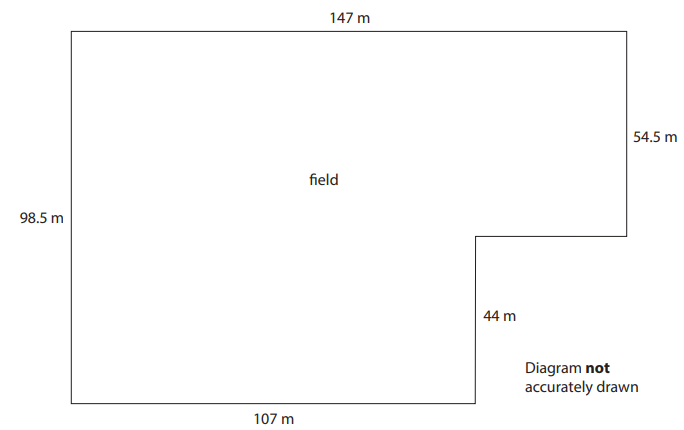 147 m
54.5 m
field
98.5 m
44 m
Diagram not
accurately drawn
107 m